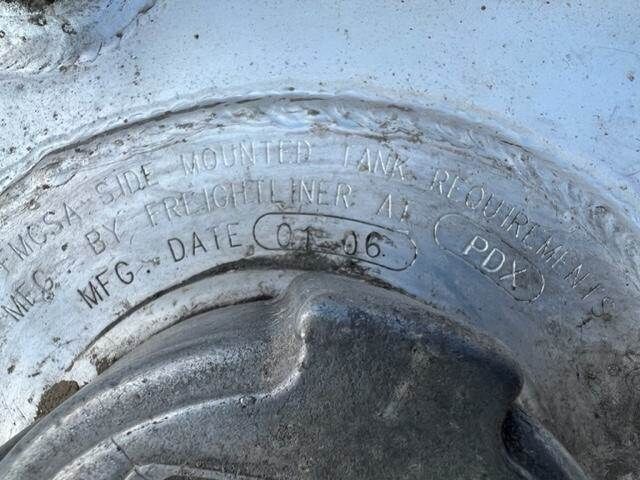 FMCSA SIDE MOUNTED TANK REQUIREMENTS.
MFG. BY FREIGHTLINER AT PDX
MFG. DATE 01-06